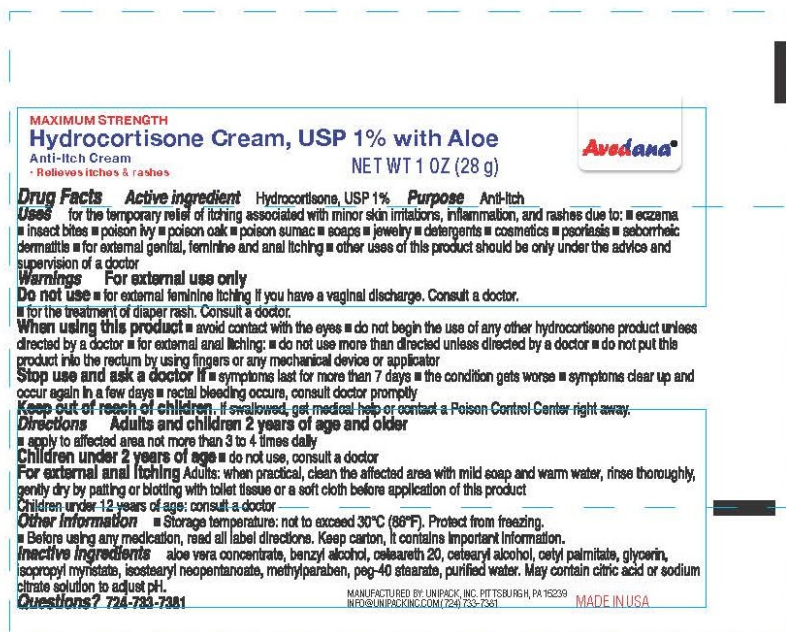 MAXIMUM STRENGTH
Hydrocortisone Cream, USP 1% with Aloe
Anti-Itch Cream
- Relieves itches & rashes
NET WT 1 OZ (28 g)
Avedana
Drug Facts Active ingredient Hydrocortisone, USP 1% Purpose Anti-itch
Uses for the temporary relief of itching associated with minor skin irritations, inflammation, and rashes due to: ■ eczema
■ insect bites ■ poison ivy ■ poison oak ■ poison sumac ■ soaps ■ jewelry ■ detergents ■ cosmetics ■ psoriasis ■ seborrheic
dermatitis ■ for external genital, feminine and anal itching ■ other uses of this product should be only under the advice and
supervision of a doctor
Warnings For external use only
Do not use ■ for external feminine itching if you have a vaginal discharge. Consult a doctor.
■ for the treatment of diaper rash. Consult a doctor.
When using this product ■ avoid contact with the eyes ■ do not begin the use of any other hydrocortisone product unless
directed by a doctor ■ for external anal itching: ■ do not use more than directed unless directed by a doctor ■ do not put this
product into the rectum by using fingers or any mechanical device or applicator
Stop use and ask a doctor if ■ symptoms last for more than 7 days ■ the condition gets worse ■ symptoms clear up and
occur again in a few days ■ rectal bleeding occurs, consult doctor promptly
Keep out of reach of children. If swallowed, get medical help or contact a Poison Control Center right away.
Directions Adults and children 2 years of age and older
■ apply to affected area not more than 3 to 4 times daily
Children under 2 years of age ■ do not use, consult a doctor
For external anal itching Adults: when practical, clean the affected area with mild soap and warm water, rinse thoroughly,
gently dry by patting or blotting with toilet tissue or a soft cloth before application of this product
Children under 12 years of age: consult a doctor
Other information ■ Storage temperature: not to exceed 30°C (86°F). Protect from freezing.
■ Before using any medication, read all label directions. Keep carton, it contains important information.
Inactive ingredients aloe vera concentrate, benzyl alcohol, ceteareth 20, cetearyl alcohol, cetyl palmitate, glycerin,
isopropyl myristate, isostearyl neopentanoate, methylparaben, peg-40 stearate, purified water. May contain citric acid or sodium
citrate solution to adjust pH.
Questions? 724-733-7381
MANUFACTURED BY: UNIPACK, INC. PITTSBURGH, PA 15239
INFO@UNIPACKINC.COM (724) 733-7381
MADE IN USA